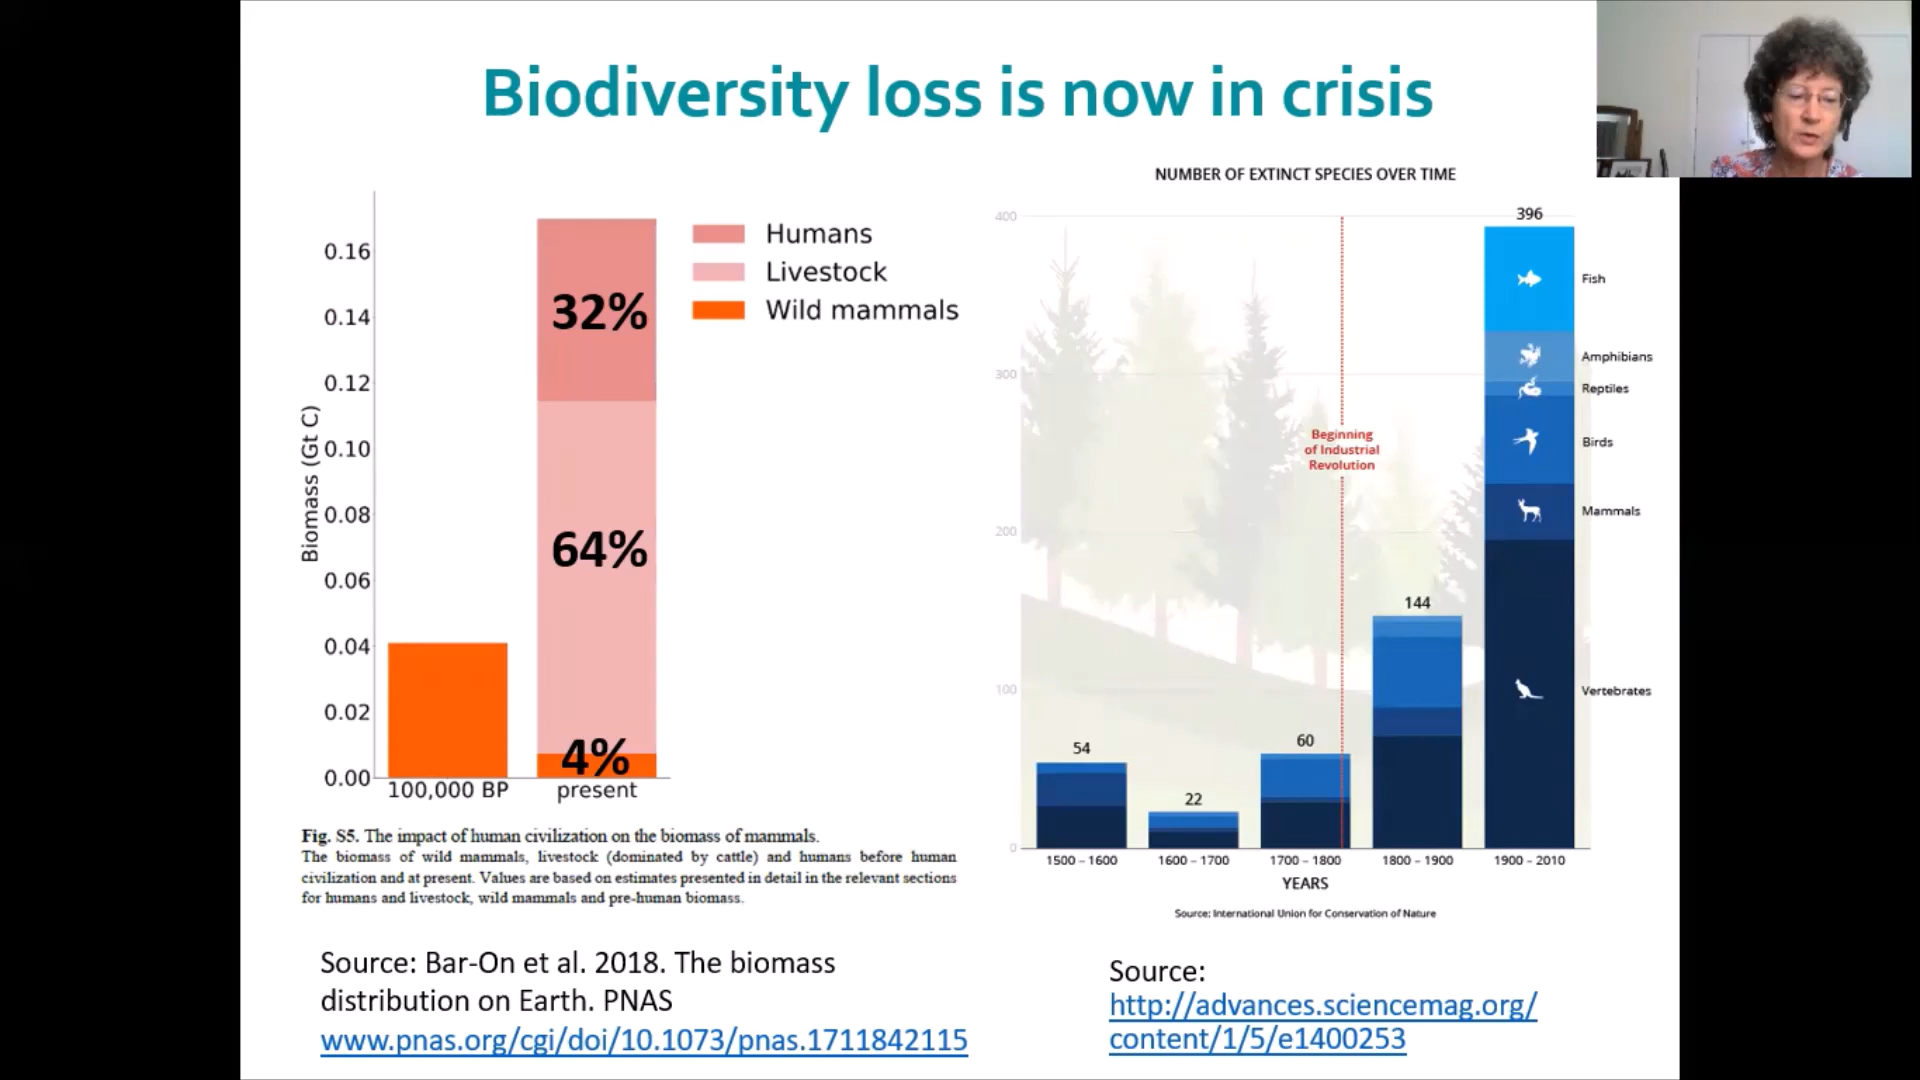 Biodiversity loss is now in crisis
0.16
0.14
0.12
0.10
0.08
0.06
0.04
0.02
0.00
Biomass (Gt C)
32%
64%
4%
100,000 BP
present
Humans
Livestock
Wild mammals
Fig. S5. The impact of human civilization on the biomass of mammals.
The biomass of wild mammals, livestock (dominated by cattle) and humans before human
civilization and at present. Values are based on estimates presented in detail in the relevant sections
for humans and livestock, wild mammals and pre-human biomass.
Source: Bar-On et al. 2018. The biomass
distribution on Earth. PNAS
www.pnas.org/cgi/doi/10.1073/pnas.1711842115
NUMBER OF EXTINCT SPECIES OVER TIME
400
300
200
100
0
54
22
60
144
396
Beginning
of Industrial
Revolution
Fish
Amphibians
Reptiles
Birds
Mammals
Vertebrates
1500 – 1600
1600 – 1700
1700 – 1800
1800 – 1900
1900 – 2010
YEARS
Source: International Union for Conservation of Nature
Source:
http://advances.sciencemag.org/
content/1/5/e1400253